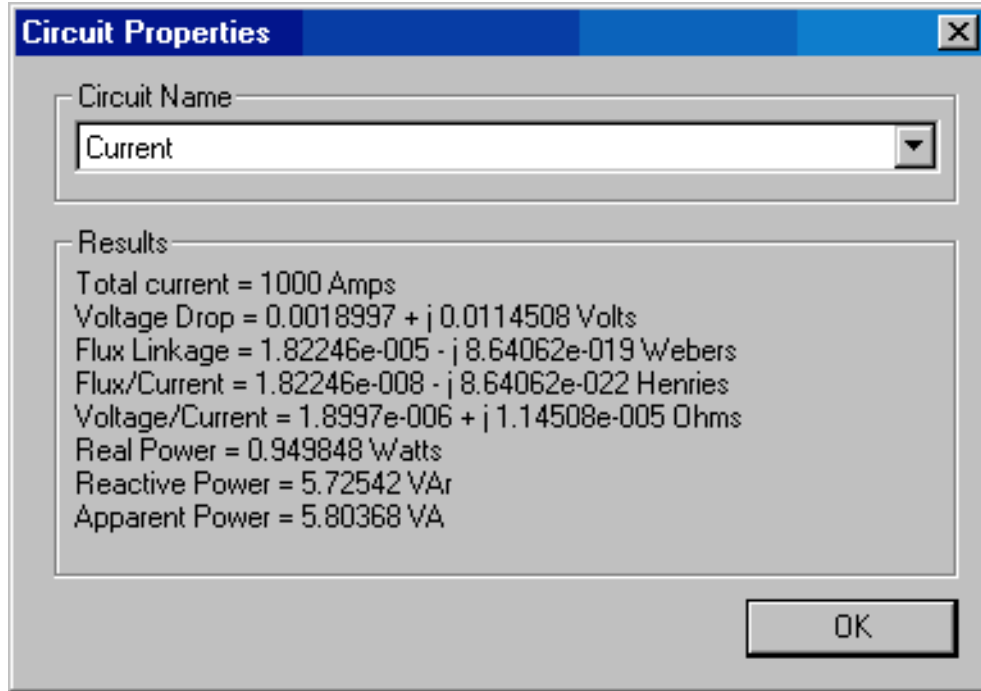 Circuit Properties
Circuit Name
Current
Results
Total current = 1000 Amps
Voltage Drop = 0.0018997 + j 0.0114508 Volts
Flux Linkage = 1.82246e-005 - j 8.64062e-019 Webers
Flux/Current = 1.82246e-008 - j 8.64062e-022 Henries
Voltage/Current = 1.8997e-006 + j 1.14508e-005 Ohms
Real Power = 0.949848 Watts
Reactive Power = 5.72542 VAr
Apparent Power = 5.80368 VA
OK